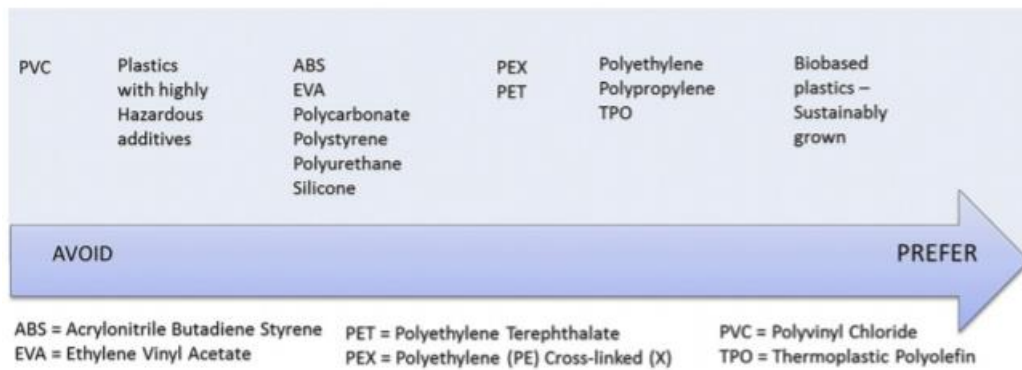 PVC
Plastics
with highly
Hazardous
additives
ABS
EVA
Polycarbonate
Polystyrene
Polyurethane
Silicone
PEX
PET
Polyethylene
Polypropylene
TPO
Biobased
plastics –
Sustainably
grown
AVOID
PREFER
ABS = Acrylonitrile Butadiene Styrene
EVA = Ethylene Vinyl Acetate
PET = Polyethylene Terephthalate
PEX = Polyethylene (PE) Cross-linked (X)
PVC = Polyvinyl Chloride
TPO = Thermoplastic Polyolefin